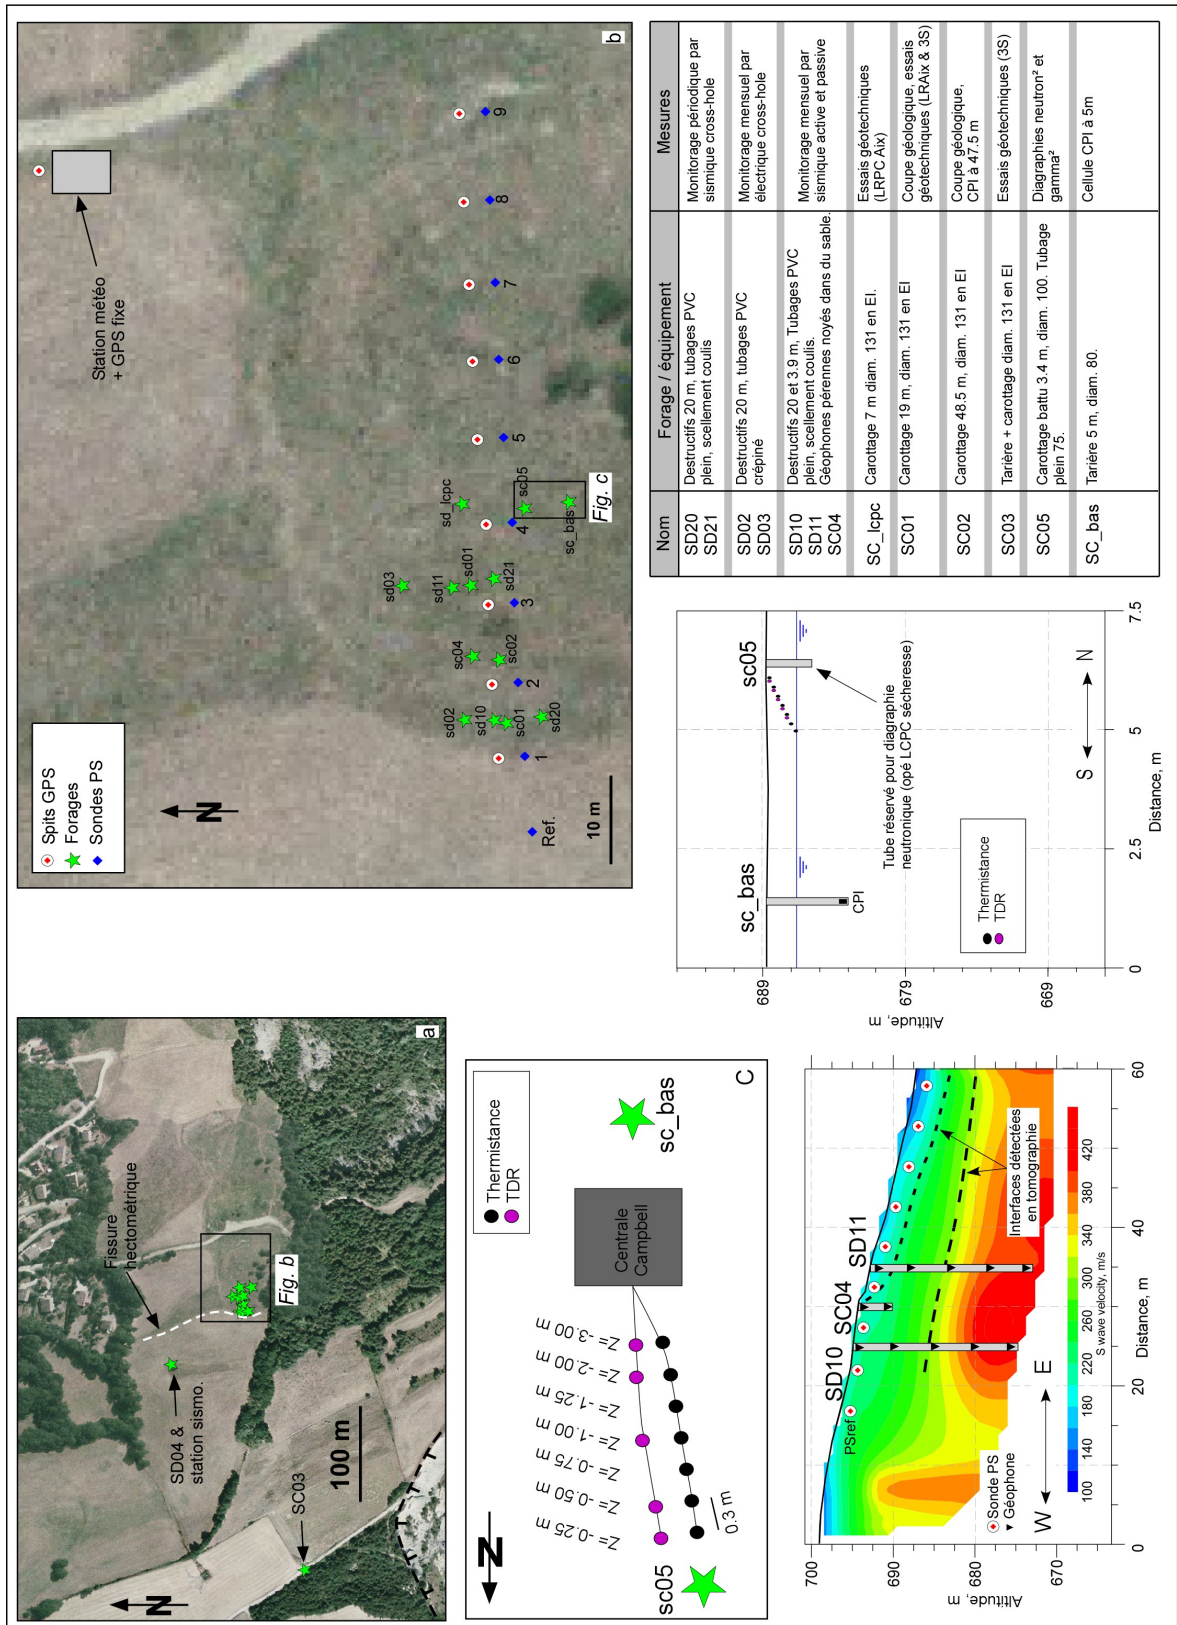 Fissure
hectométrique
SD04 &
station sismo.
SC03
Fig. b
100 m
N
a
Spits GPS
Forages
Sondes PS
N
Station météo
+ GPS fixe
sd_lcpc
sd03
sd11
sd01
sd21
sc04
sc02
sd02
sd10
sc01
sd20
sc05
sc_bas
Fig. c
Ref.
1
2
3
4
5
6
7
8
9
10 m
b
N
Thermistance
TDR
Z= -0.25 m
Z= -0.50 m
Z= -0.75 m
Z= -1.00 m
Z= -1.25 m
Z= -2.00 m
Z= -3.00 m
Centrale
Campbell
sc05
sc_bas
0.3 m
C
700
690
680
670
Altitude, m
SD10
SC04
SD11
PSref
Sonde PS
Géophone
W
E
Interfaces détectées
en tomographie
100 140 180 220 260 300 340 380 420
S wave velocity, m/s
0 20 40 60
Distance, m
689
679
669
Altitude, m
sc_bas
sc05
CPI
Thermistance
TDR
Tube réservé pour diagraphie
neutronique (opé LCPC sécheresse)
S
N
0 2.5 5 7.5
Distance, m
Nom Forage / équipement Mesures
SD20 Destructifs 20 m, tubages PVC Monitorage périodique par
SD21 plein, scellement coulis sismique cross-hole
SD02 Destructifs 20 m, tubages PVC Monitorage mensuel par
SD03 crépiné électrique cross-hole
SD10 Destructifs 20 et 3.9 m, Tubages PVC Monitorage mensuel par
SD11 plein, scellement coulis. sismique active et passive
SC04 Géophones pérennes noyés dans du sable.
SC_lcpc Carottage 7 m diam. 131 en EI. Essais géotechniques
(LRPC Aix)
SC01 Carottage 19 m, diam. 131 en EI Coupe géologique, essais
géotechniques (LRAix & 3S)
SC02 Carottage 48.5 m, diam. 131 en EI Coupe géologique.
CPI à 47.5 m
SC03 Tarière + carottage diam. 131 en EI Essais géotechniques (3S)
SC05 Carottage battu 3.4 m, diam. 100. Tubage Diagraphies neutron² et
plein 75. gamma²
SC_bas Tarière 5 m, diam. 80. Cellule CPI à 5m